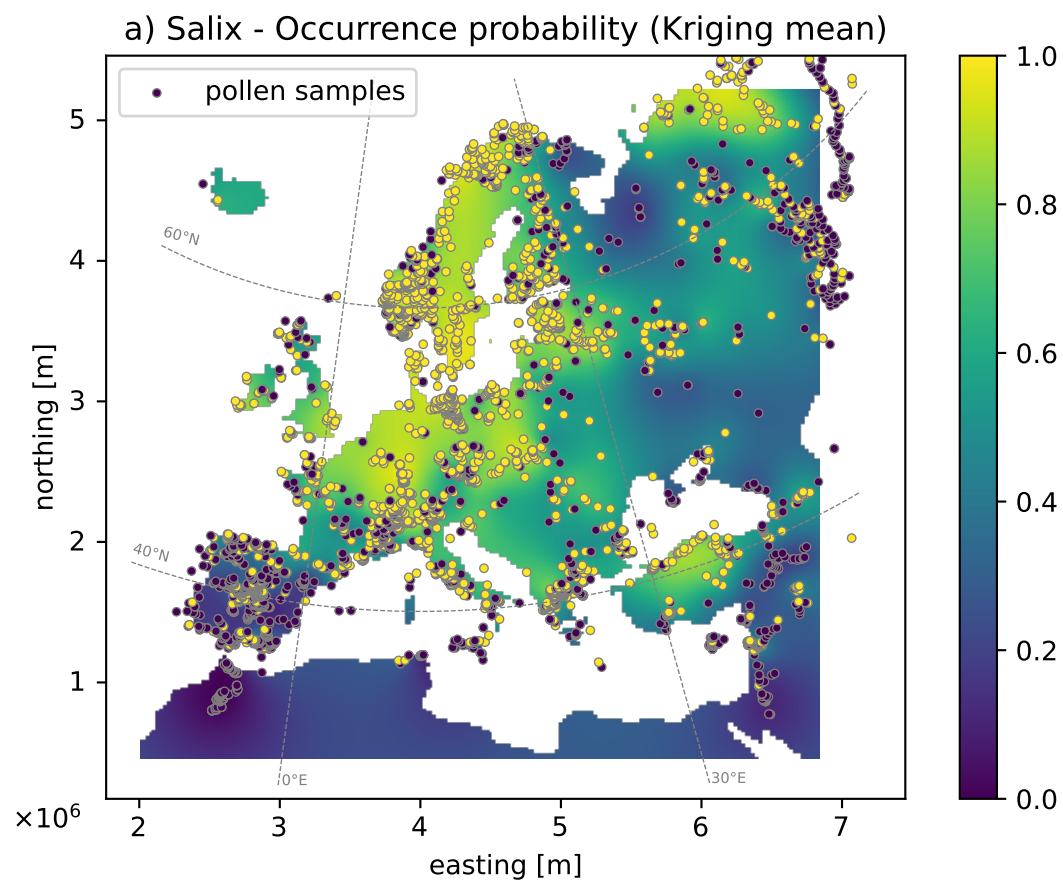 a) Salix - Occurrence probability (Kriging mean)
pollen samples
60°N
40°N
0°E
30°E
5
4
3
2
1
northing [m]
×10⁶
2 3 4 5 6 7
easting [m]
1.0
0.8
0.6
0.4
0.2
0.0